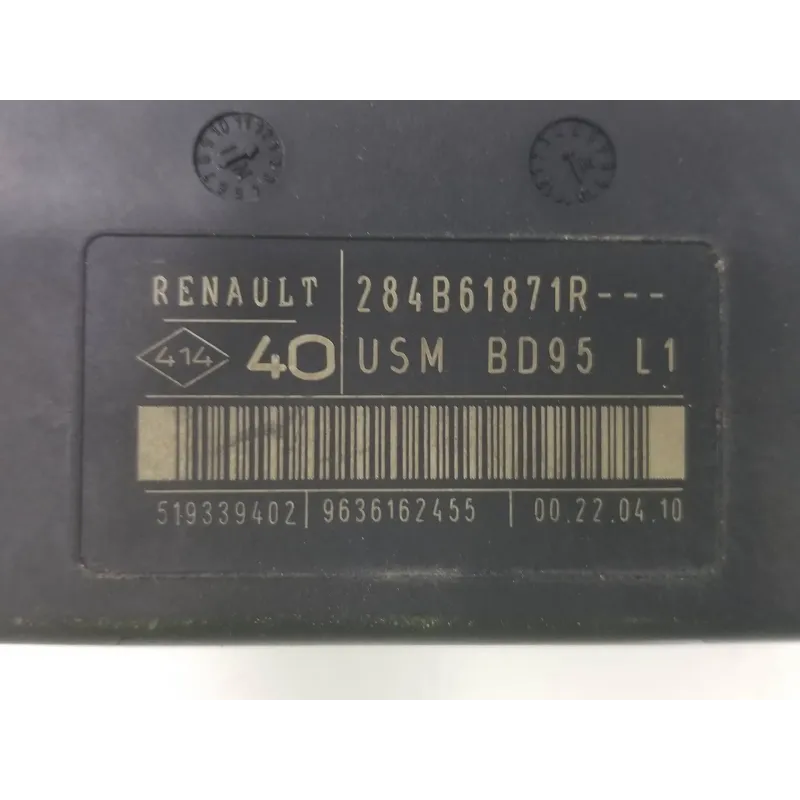 RENAULT 284B61871R---
414 40 USM BD95 L1
519339402 9636162455 00.22.04.10